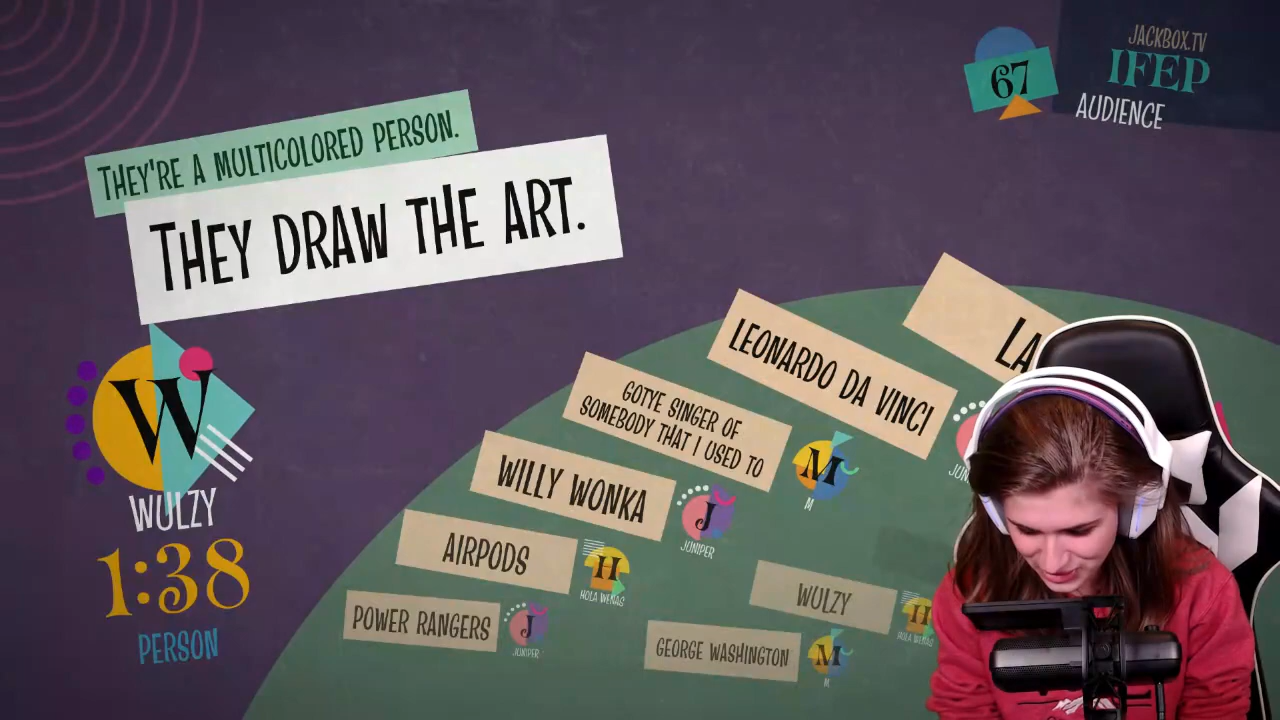 JACKBOX.TV
IFEP
AUDIENCE
67
THEY'RE A MULTICOLORED PERSON.
THEY DRAW THE ART.
W
WULZY
1:38
PERSON
LEONARDO DA VINCI
GOTYE SINGER OF
SOMEBODY THAT I USED TO
M
M
WILLY WONKA
J
JUNIPER
AIRPODS
H
HOLA WENAS
POWER RANGERS
J
JUNIPER
WULZY
H
HOLA WENAS
GEORGE WASHINGTON
M
M